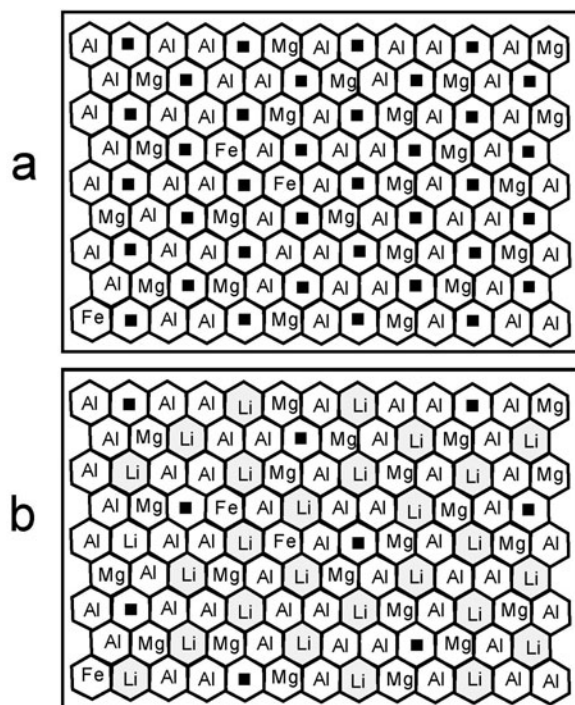 Al ■ Al Al ■ Mg Al ■ Al Al ■ Al Mg
Al Mg ■ Al Al ■ Mg Al ■ Mg Al ■
Al ■ Al Al ■ Mg Al ■ Mg Al ■ Al Mg
Al Mg ■ Fe Al ■ Al Al ■ Mg Al ■
a
Al ■ Al Al ■ Fe Al ■ Mg Al ■ Mg Al
Mg Al ■ Mg Al ■ Mg Al ■ Al Al ■
Al ■ Al Al ■ Al Al ■ Mg Al ■ Mg Al
Al Mg ■ Mg Al ■ Al Al ■ Mg Al ■
Fe ■ Al Al ■ Mg Al ■ Mg Al ■ Al Al
Al ■ Al Al Li Mg Al Li Al Al ■ Al Mg
Al Mg Li Al Al ■ Mg Al Li Mg Al Li
Al Li Al Al Li Mg Al Li Mg Al Li Al Mg
Al Mg ■ Fe Al Li Al Al Li Mg Al ■
b
Al Li Al Al Li Fe Al ■ Mg Al Li Mg Al
Mg Al Li Mg Al Li Mg Al Li Al Al Li
Al ■ Al Al Li Al Al Li Mg Al Li Mg Al
Al Mg Li Mg Al Li Al Al ■ Mg Al Li
Fe Li Al Al ■ Mg Al Li Mg Al Li Al Al